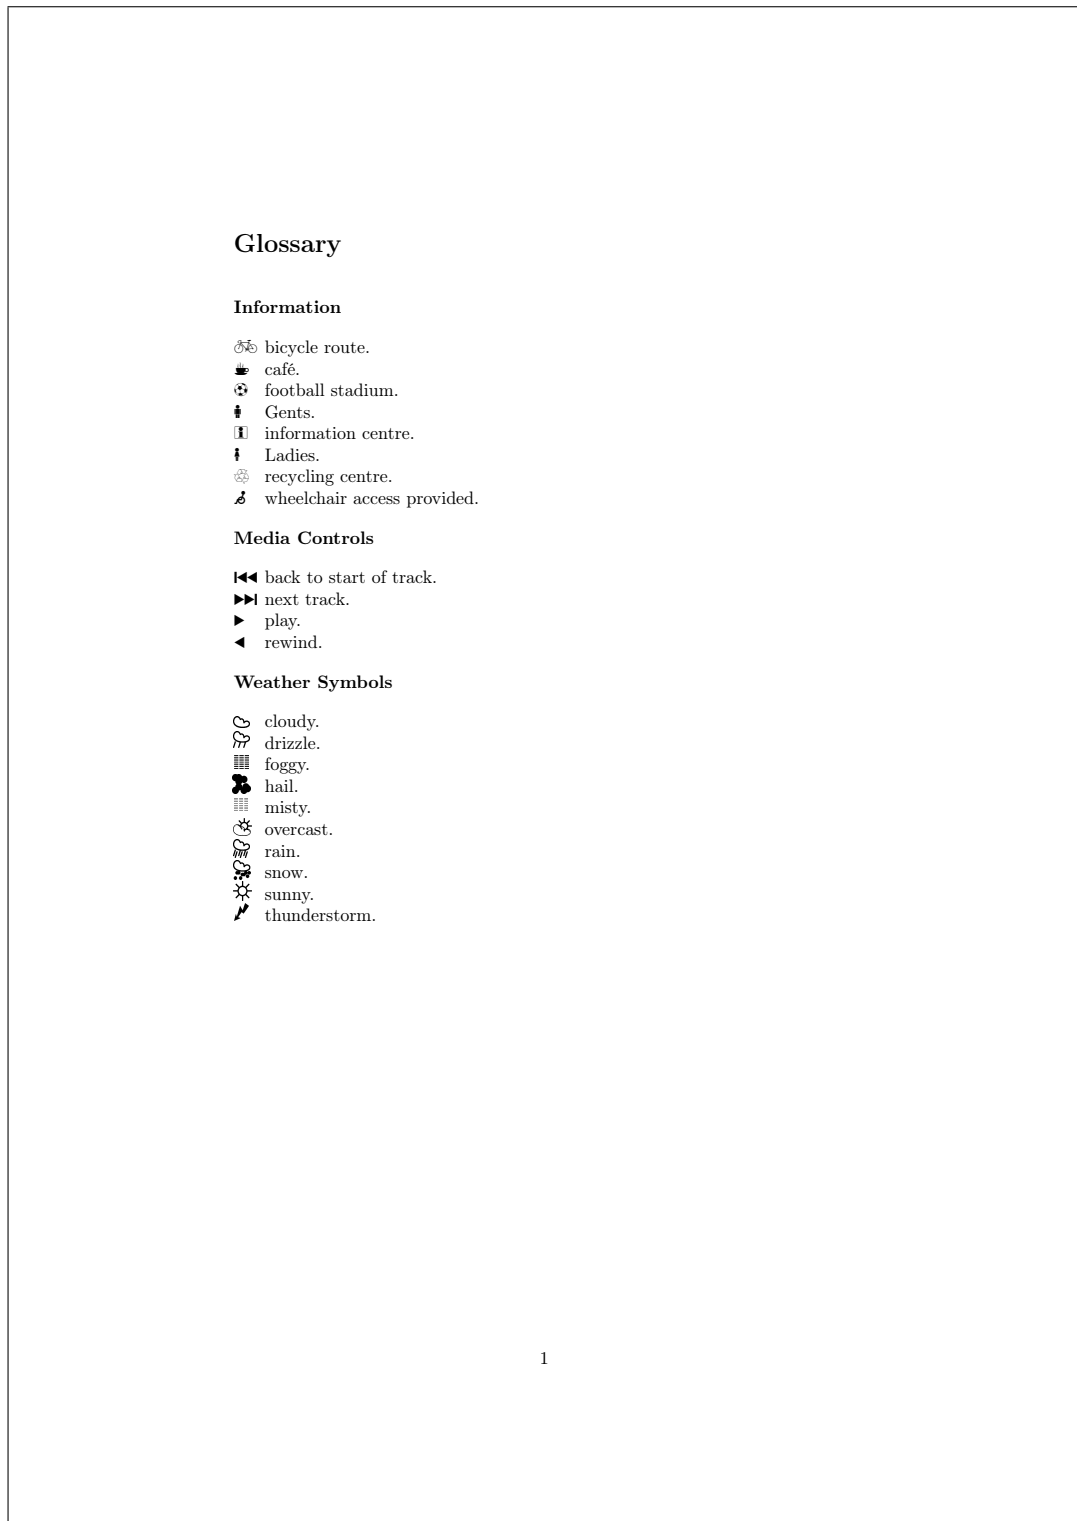 Glossary
Information
bicycle route.
café.
football stadium.
Gents.
information centre.
Ladies.
recycling centre.
wheelchair access provided.
Media Controls
back to start of track.
next track.
play.
rewind.
Weather Symbols
cloudy.
drizzle.
foggy.
hail.
misty.
overcast.
rain.
snow.
sunny.
thunderstorm.
1